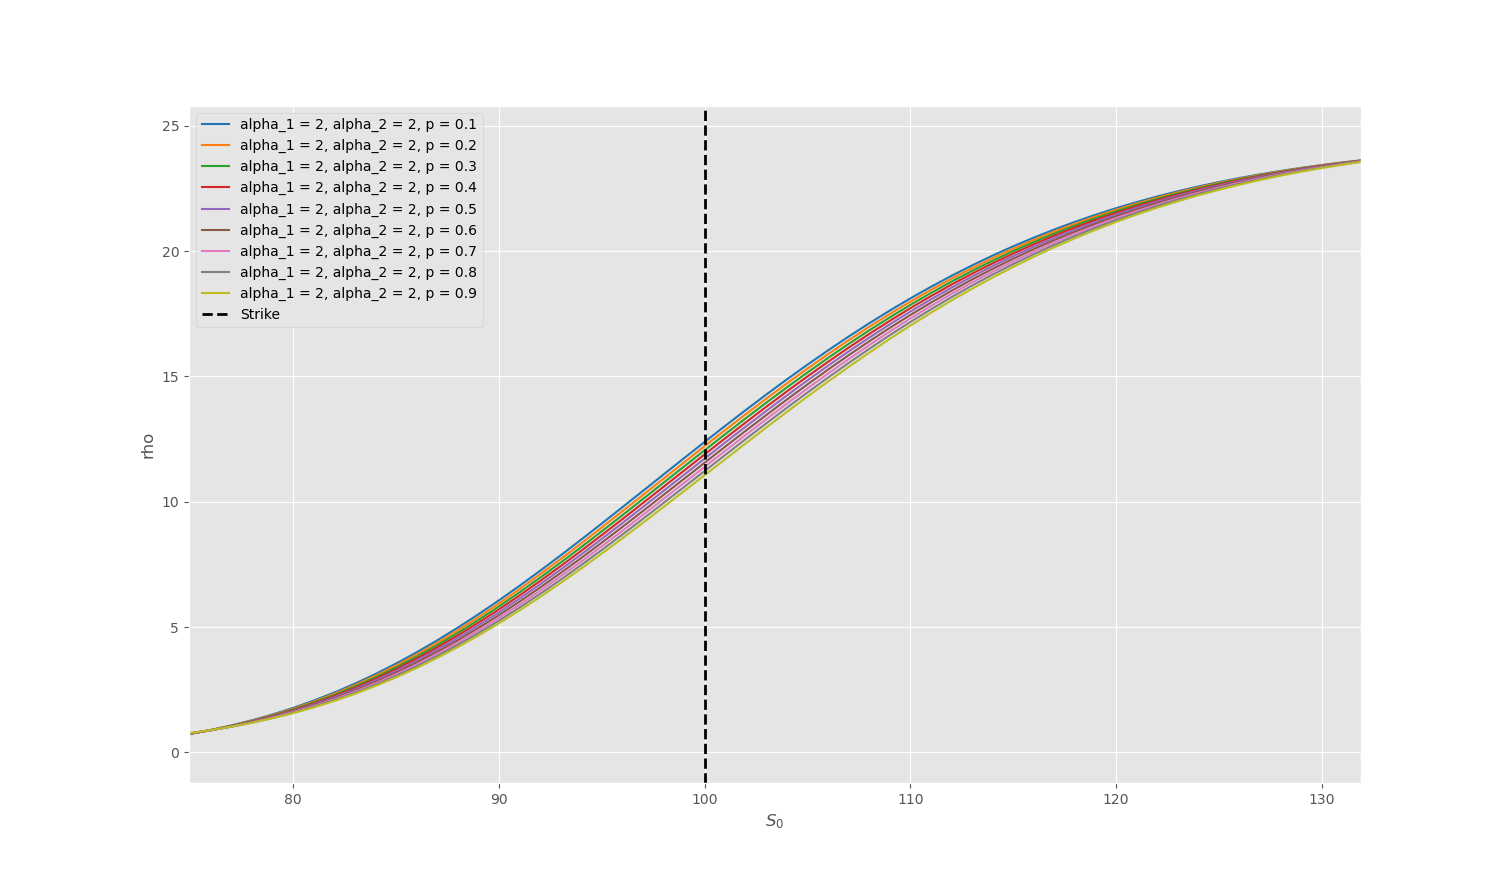 alpha_1 = 2, alpha_2 = 2, p = 0.1
alpha_1 = 2, alpha_2 = 2, p = 0.2
alpha_1 = 2, alpha_2 = 2, p = 0.3
alpha_1 = 2, alpha_2 = 2, p = 0.4
alpha_1 = 2, alpha_2 = 2, p = 0.5
alpha_1 = 2, alpha_2 = 2, p = 0.6
alpha_1 = 2, alpha_2 = 2, p = 0.7
alpha_1 = 2, alpha_2 = 2, p = 0.8
alpha_1 = 2, alpha_2 = 2, p = 0.9
Strike
25
20
15
10
5
0
rho
80 90 100 110 120 130
S₀